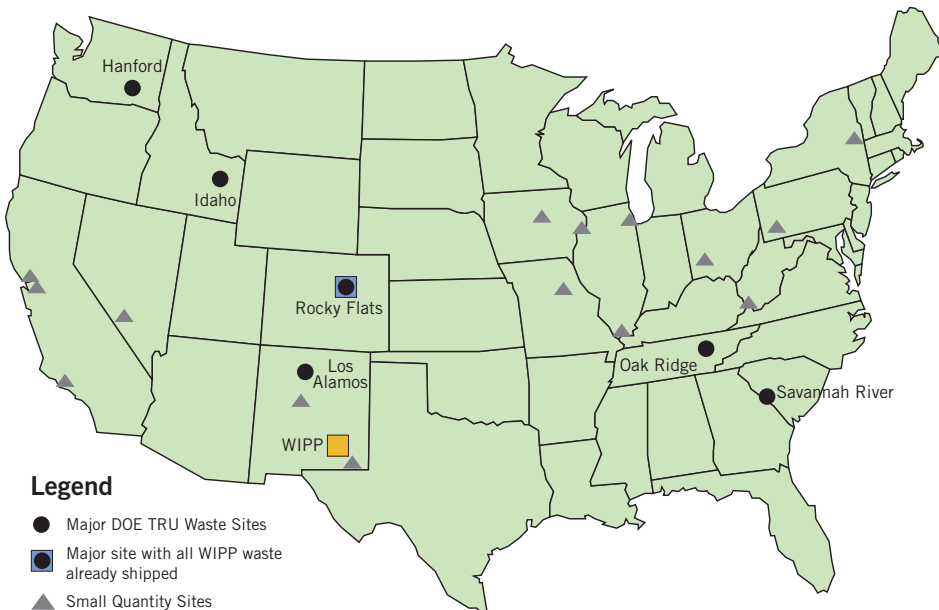 Hanford
Idaho
Rocky Flats
Los
Alamos
Oak Ridge
Savannah River
WIPP
Legend
Major DOE TRU Waste Sites
Major site with all WIPP waste
already shipped
Small Quantity Sites